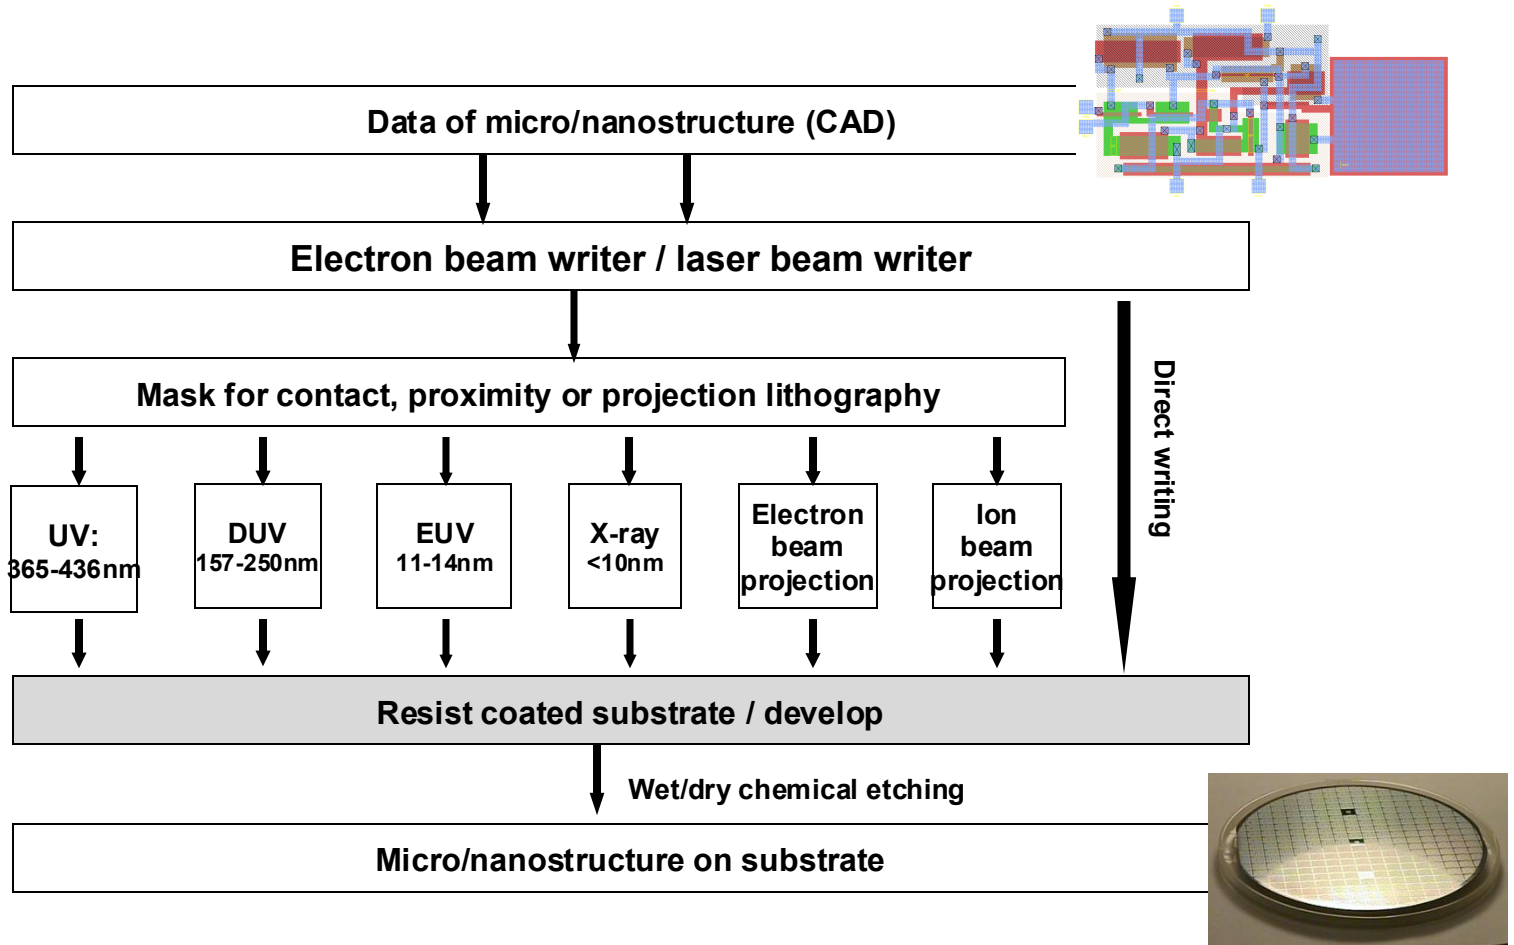 Data of micro/nanostructure (CAD)
Electron beam writer / laser beam writer
Mask for contact, proximity or projection lithography
Direct writing
UV:
365-436nm
DUV
157-250nm
EUV
11-14nm
X-ray
<10nm
Electron
beam
projection
Ion
beam
projection
Resist coated substrate / develop
Wet/dry chemical etching
Micro/nanostructure on substrate